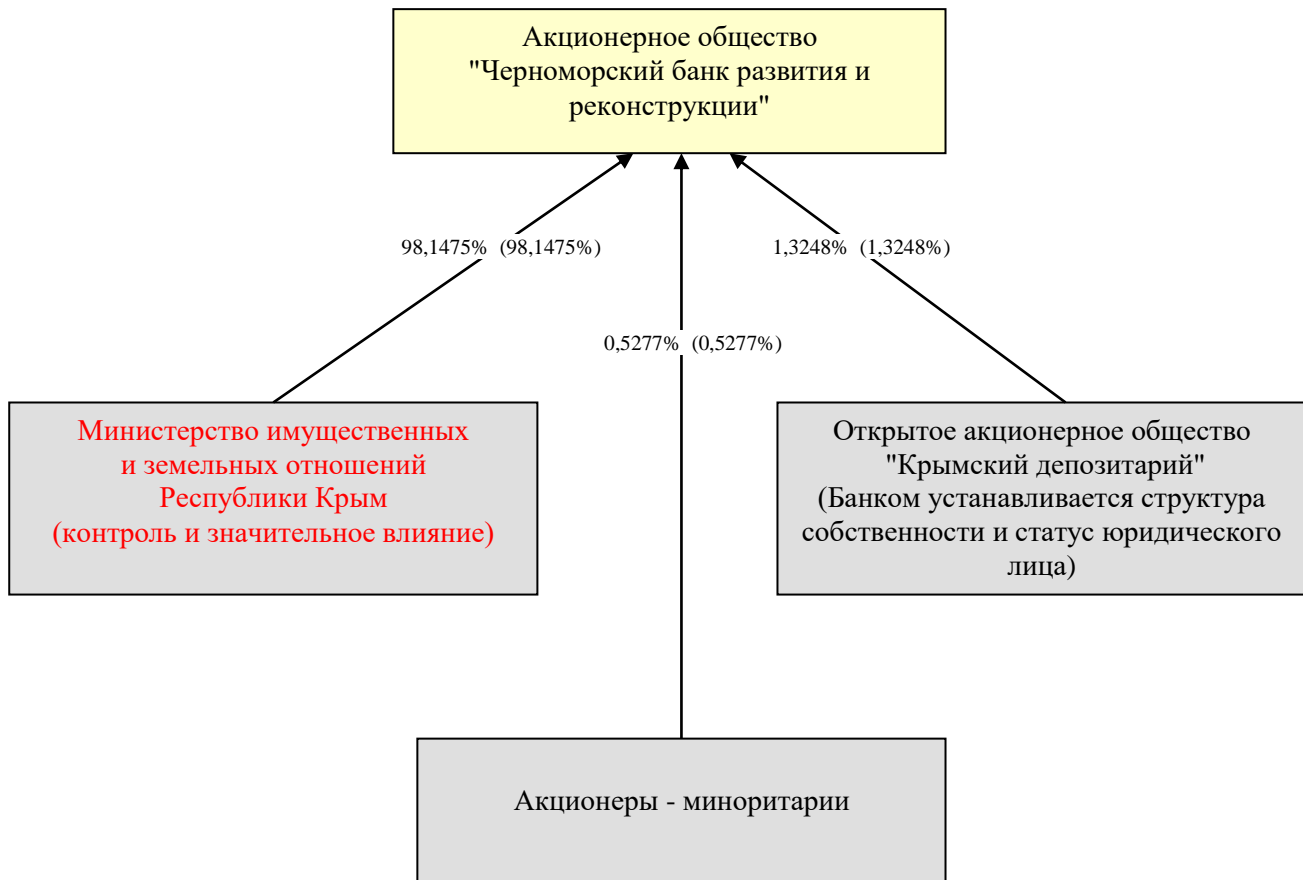 Акционерное общество
"Черноморский банк развития и
реконструкции"
98,1475% (98,1475%)
1,3248% (1,3248%)
0,5277% (0,5277%)
Министерство имущественных
и земельных отношений
Республики Крым
(контроль и значительное влияние)
Открытое акционерное общество
"Крымский депозитарий"
(Банком устанавливается структура
собственности и статус юридического
лица)
Акционеры - миноритарии